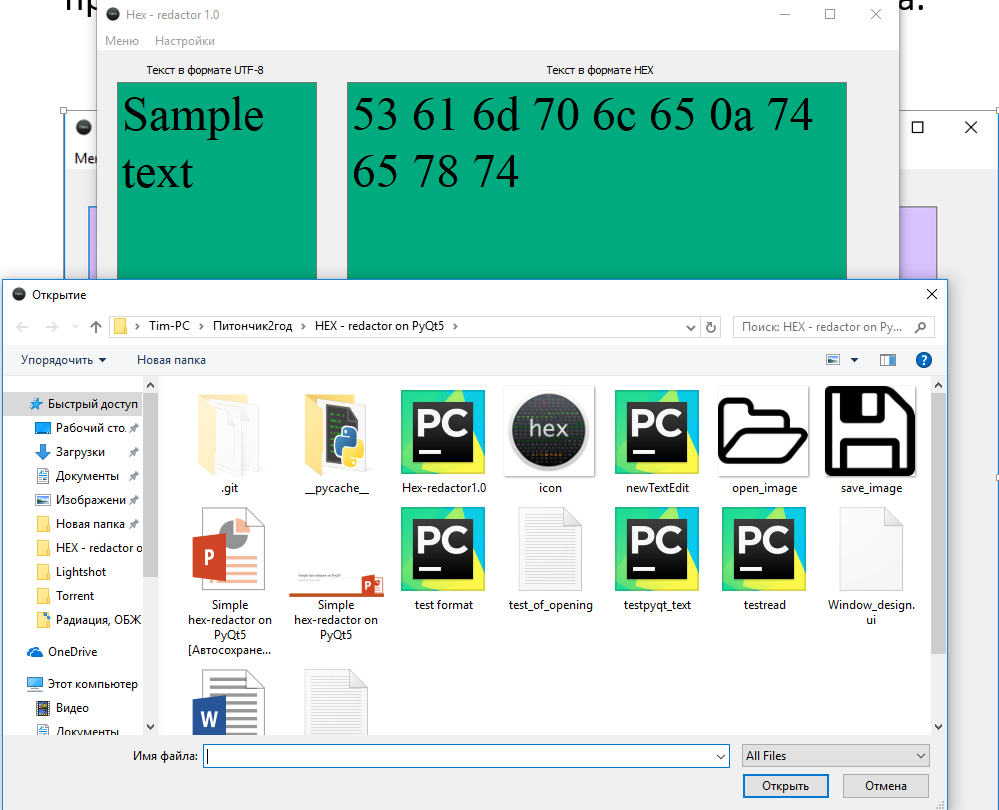 Hex - redactor 1.0
Меню Настройки
Текст в формате UTF-8 Текст в формате HEX
Sample
text
53 61 6d 70 6c 65 0a 74
65 78 74
Открытие
Tim-PC Питончик2год HEX - redactor on PyQt5
Поиск: HEX - redactor on Py...
Упорядочить Новая папка
Быстрый доступ
Рабочий сто.
Загрузки
Документы
Изображени
Новая папка
HEX - redactor o
Lightshot
Torrent
Радиация, ОБЖ
OneDrive
Этот компьютер
Видео
Документы
.git
__pycache__
PC
Hex-redactor1.0
hex
icon
PC
newTextEdit
open_image
save_image
P
Simple
hex-redactor on
PyQt5
[Автосохране...
Simple
hex-redactor on
PyQt5
PC
test format
test_of_opening
PC
testpyqt_text
PC
testread
Window_design.
ui
W
Имя файла: All Files
Открыть Отмена